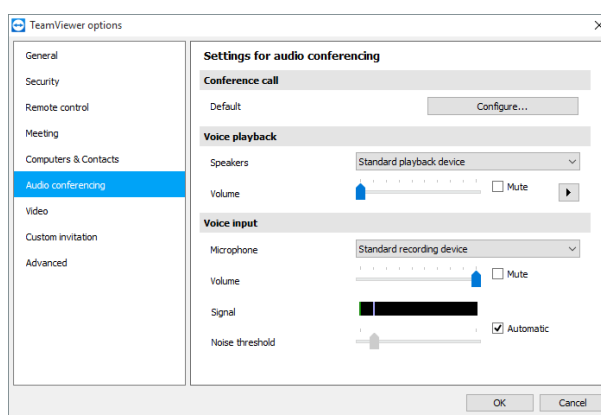 TeamViewer options
General
Security
Remote control
Meeting
Computers & Contacts
Audio conferencing
Video
Custom invitation
Advanced
Settings for audio conferencing
Conference call
Default Configure...
Voice playback
Speakers Standard playback device
Volume Mute
Voice input
Microphone Standard recording device
Volume Mute
Signal
Automatic
Noise threshold
OK Cancel